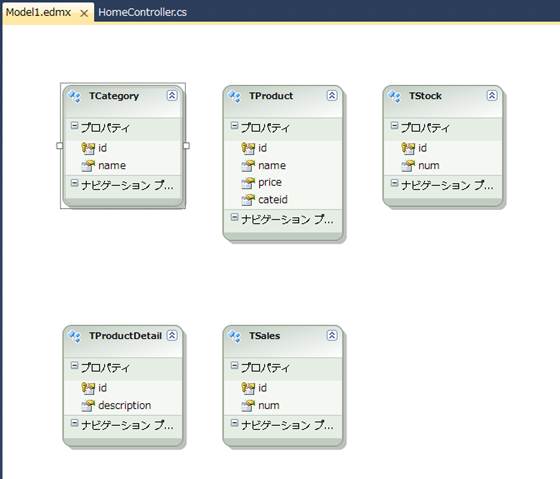 Model1.edmx
HomeController.cs
TCategory
プロパティ
id
name
ナビゲーション プ...
TProduct
プロパティ
id
name
price
cateid
ナビゲーション プ...
TStock
プロパティ
id
num
ナビゲーション プ...
TProductDetail
プロパティ
id
description
ナビゲーション プ...
TSales
プロパティ
id
num
ナビゲーション プ...